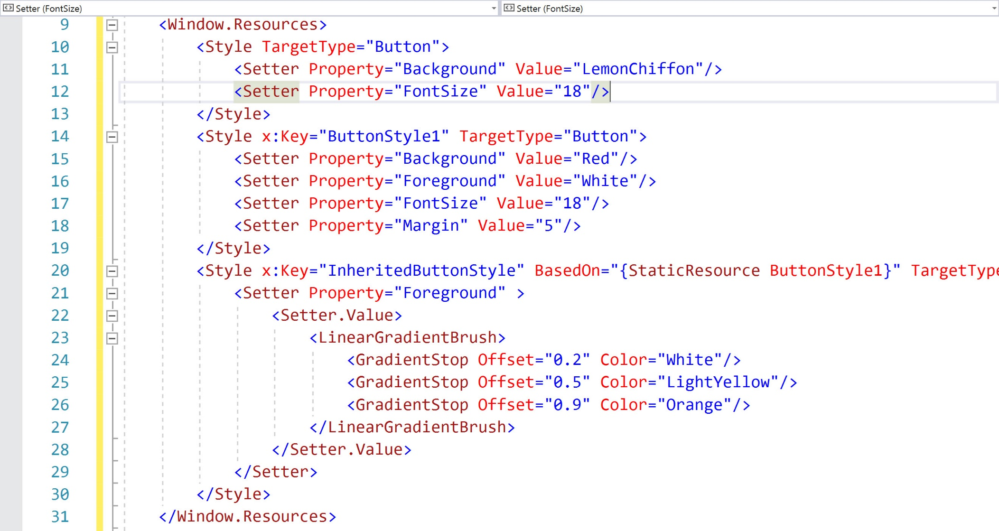 Setter (FontSize) Setter (FontSize)
9 <Window.Resources>
10 <Style TargetType="Button">
11 <Setter Property="Background" Value="LemonChiffon"/>
12 <Setter Property="FontSize" Value="18"/>
13 </Style>
14 <Style x:Key="ButtonStyle1" TargetType="Button">
15 <Setter Property="Background" Value="Red"/>
16 <Setter Property="Foreground" Value="White"/>
17 <Setter Property="FontSize" Value="18"/>
18 <Setter Property="Margin" Value="5"/>
19 </Style>
20 <Style x:Key="InheritedButtonStyle" BasedOn="{StaticResource ButtonStyle1}" TargetType
21 <Setter Property="Foreground" >
22 <Setter.Value>
23 <LinearGradientBrush>
24 <GradientStop Offset="0.2" Color="White"/>
25 <GradientStop Offset="0.5" Color="LightYellow"/>
26 <GradientStop Offset="0.9" Color="Orange"/>
27 </LinearGradientBrush>
28 </Setter.Value>
29 </Setter>
30 </Style>
31 </Window.Resources>